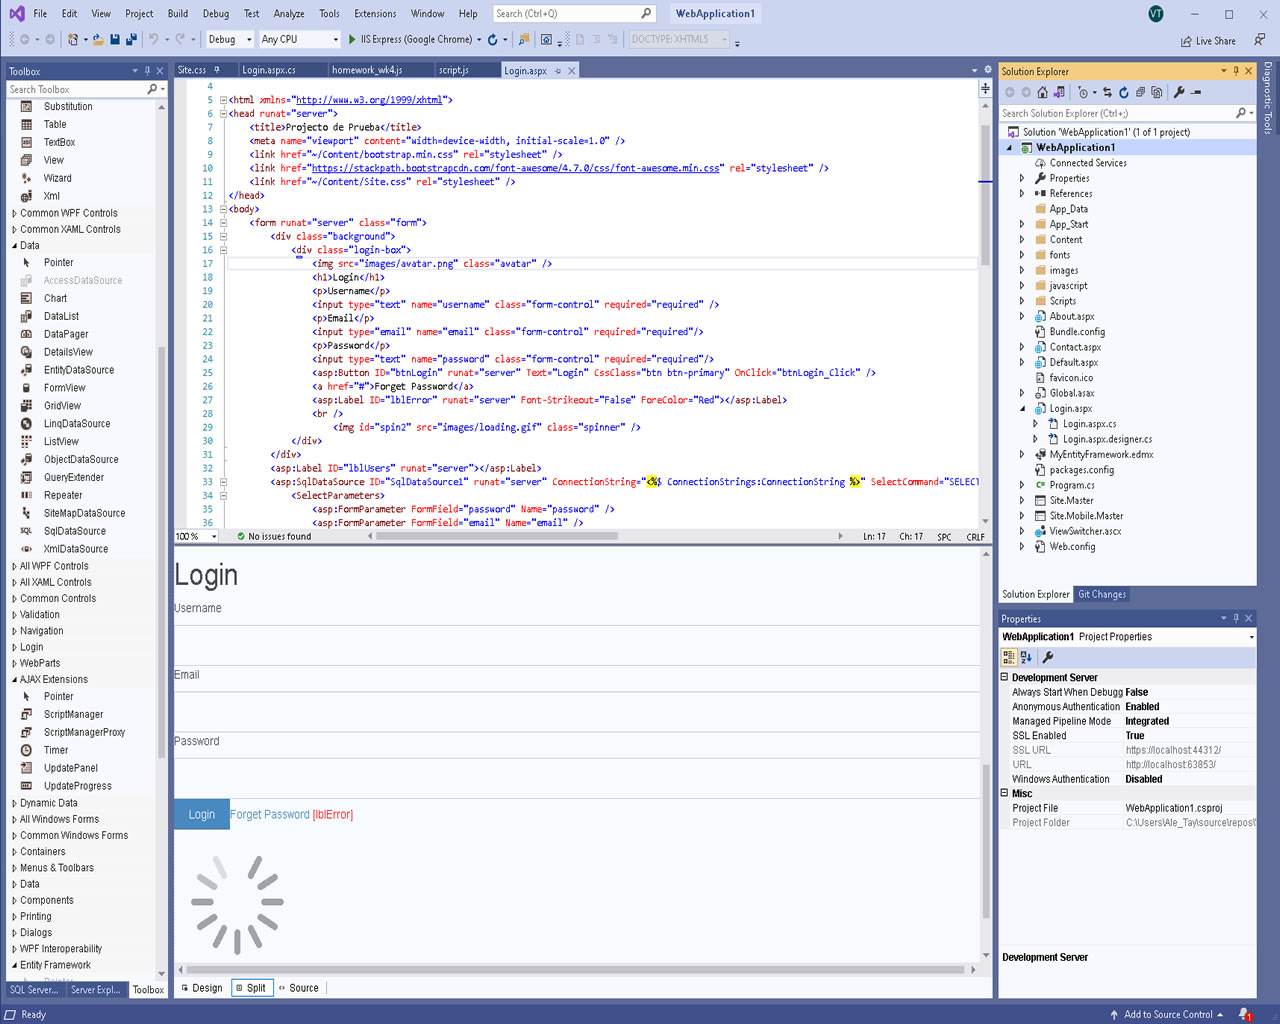 File Edit View Project Build Debug Test Analyze Tools Extensions Window Help Search (Ctrl+Q) WebApplication1 VT
Debug Any CPU IIS Express (Google Chrome) DOCTYPE: XHTML5 Live Share
Toolbox
Search Toolbox
Substitution
Table
TextBox
View
Wizard
Xml
Common WPF Controls
Common XAML Controls
Data
Pointer
AccessDataSource
Chart
DataList
DataPager
DetailsView
EntityDataSource
FormView
GridView
LinqDataSource
ListView
ObjectDataSource
QueryExtender
Repeater
SiteMapDataSource
SQL SqlDataSource
XmlDataSource
All WPF Controls
All XAML Controls
Common Controls
Validation
Navigation
Login
WebParts
AJAX Extensions
Pointer
ScriptManager
ScriptManagerProxy
Timer
UpdatePanel
UpdateProgress
Dynamic Data
All Windows Forms
Common Windows Forms
Containers
Menus & Toolbars
Data
Components
Printing
Dialogs
WPF Interoperability
Entity Framework
Pointer
SQL Server... Server Expl... Toolbox
Site.css Login.aspx.cs homework_wk4.js script.js Login.aspx
4
5 <html xmlns="http://www.w3.org/1999/xhtml">
6 <head runat="server">
7 <title>Projecto de Prueba</title>
8 <meta name="viewport" content="width=device-width, initial-scale=1.0" />
9 <link href="~/Content/bootstrap.min.css" rel="stylesheet" />
10 <link href="https://stackpath.bootstrapcdn.com/font-awesome/4.7.0/css/font-awesome.min.css" rel="stylesheet" />
11 <link href="~/Content/Site.css" rel="stylesheet" />
12 </head>
13 <body>
14 <form runat="server" class="form">
15 <div class="background">
16 <div class="login-box">
17 <img src="images/avatar.png" class="avatar" />
18 <h1>Login</h1>
19 <p>Username</p>
20 <input type="text" name="username" class="form-control" required="required" />
21 <p>Email</p>
22 <input type="email" name="email" class="form-control" required="required"/>
23 <p>Password</p>
24 <input type="text" name="password" class="form-control" required="required"/>
25 <asp:Button ID="btnLogin" runat="server" Text="Login" CssClass="btn btn-primary" OnClick="btnLogin_Click" />
26 <a href="#">Forget Password</a>
27 <asp:Label ID="lblError" runat="server" Font-Strikeout="False" ForeColor="Red"></asp:Label>
28 <br />
29 <img id="spin2" src="images/loading.gif" class="spinner" />
30 </div>
31 </div>
32 <asp:Label ID="lblUsers" runat="server"></asp:Label>
33 <asp:SqlDataSource ID="SqlDataSource1" runat="server" ConnectionString="<%$ ConnectionStrings:ConnectionString %>" SelectCommand="SELECT
34 <SelectParameters>
35 <asp:FormParameter FormField="password" Name="password" />
36 <asp:FormParameter FormField="email" Name="email" />
100 % No issues found Ln: 17 Ch: 17 SPC CRLF
Login
Username
Email
Password
Login Forget Password [lblError]
Design Split Source
Solution Explorer
Search Solution Explorer (Ctrl+;)
Solution 'WebApplication1' (1 of 1 project)
WebApplication1
Connected Services
Properties
References
App_Data
App_Start
Content
fonts
images
javascript
Scripts
About.aspx
Bundle.config
Contact.aspx
Default.aspx
favicon.ico
Global.asax
Login.aspx
Login.aspx.cs
Login.aspx.designer.cs
MyEntityFramework.edmx
packages.config
Program.cs
Site.Master
Site.Mobile.Master
ViewSwitcher.ascx
Web.config
Solution Explorer Git Changes
Properties
WebApplication1 Project Properties
Development Server
Always Start When Debugg False
Anonymous Authentication Enabled
Managed Pipeline Mode Integrated
SSL Enabled True
SSL URL https://localhost:44312/
URL http://localhost:63853/
Windows Authentication Disabled
Misc
Project File WebApplication1.csproj
Project Folder C:\Users\Ale_Tay\source\repos\
Development Server
Diagnostic Tools
Ready Add to Source Control 1